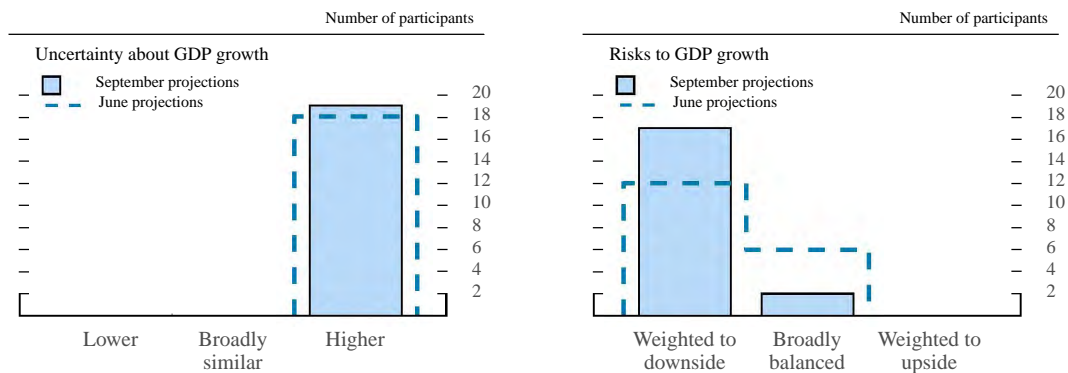 Number of participants
Uncertainty about GDP growth
September projections
June projections
20
18
16
14
12
10
8
6
4
2
Lower
Broadly
similar
Higher
Number of participants
Risks to GDP growth
September projections
June projections
20
18
16
14
12
10
8
6
4
2
Weighted to
downside
Broadly
balanced
Weighted to
upside